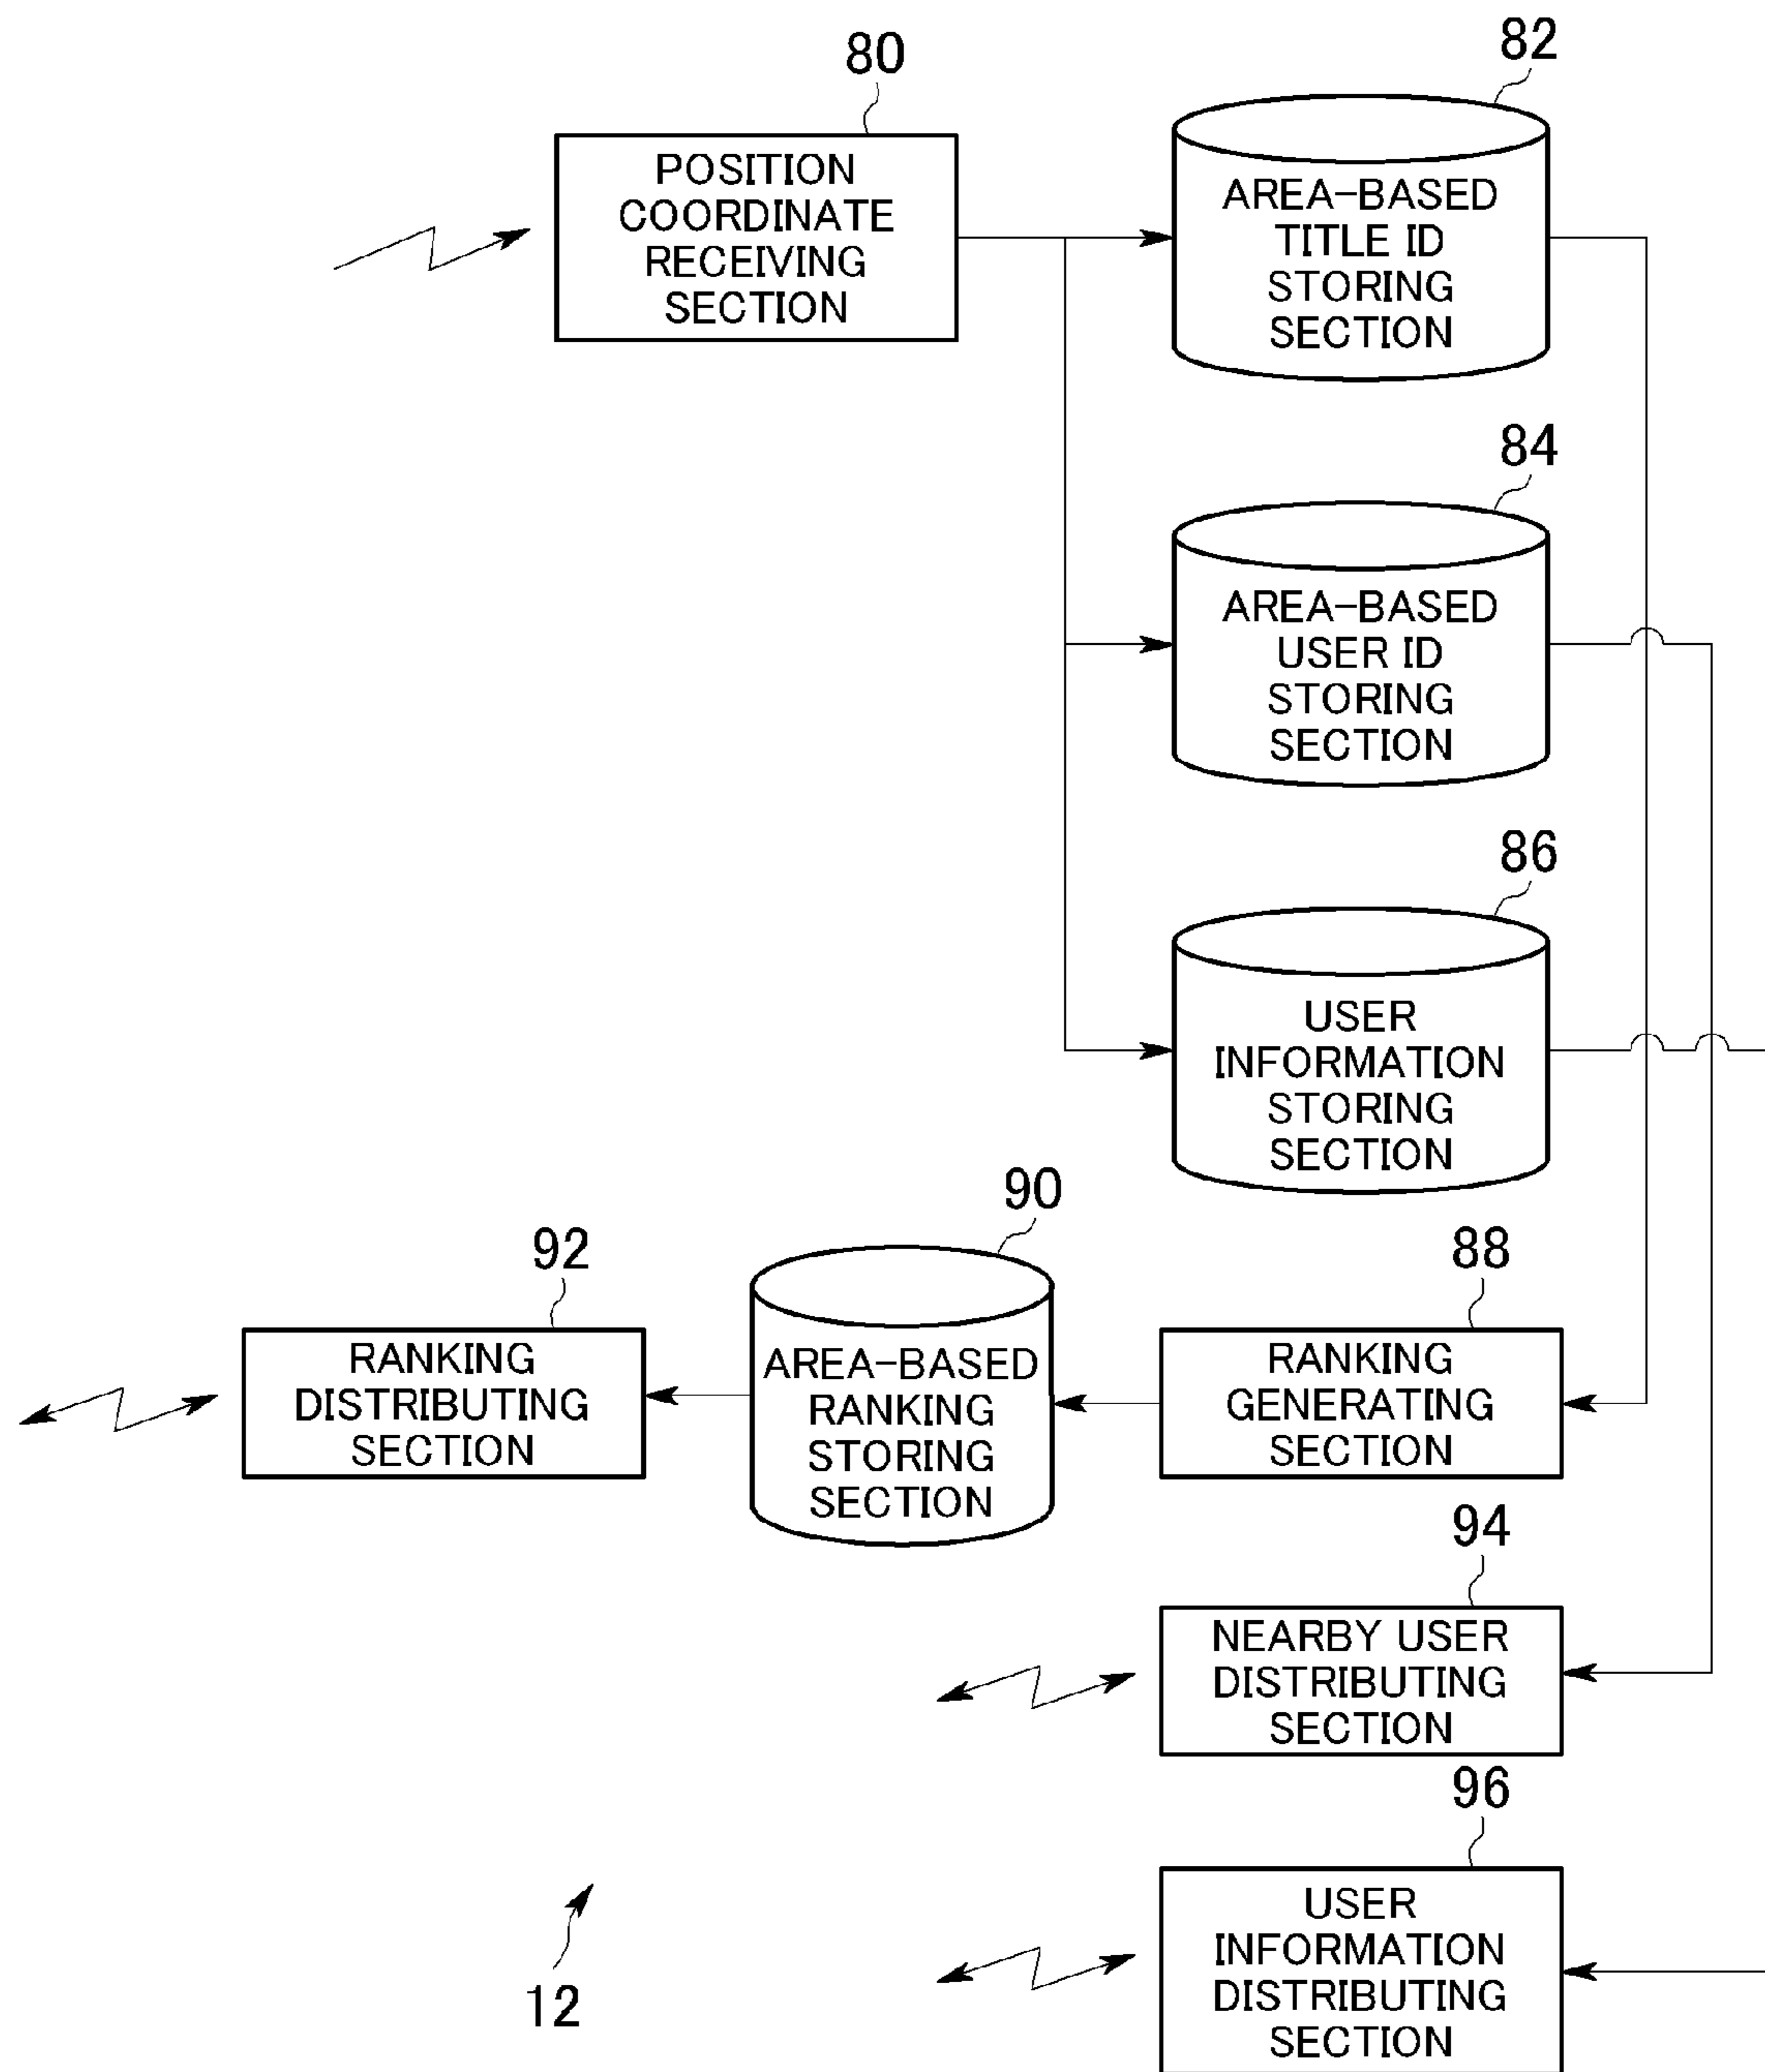 80
POSITION
COORDINATE
RECEIVING
SECTION
82
AREA-BASED
TITLE ID
STORING
SECTION
84
AREA-BASED
USER ID
STORING
SECTION
86
USER
INFORMATION
STORING
SECTION
92
RANKING
DISTRIBUTING
SECTION
90
AREA-BASED
RANKING
STORING
SECTION
88
RANKING
GENERATING
SECTION
94
NEARBY USER
DISTRIBUTING
SECTION
96
USER
INFORMATION
DISTRIBUTING
SECTION
12